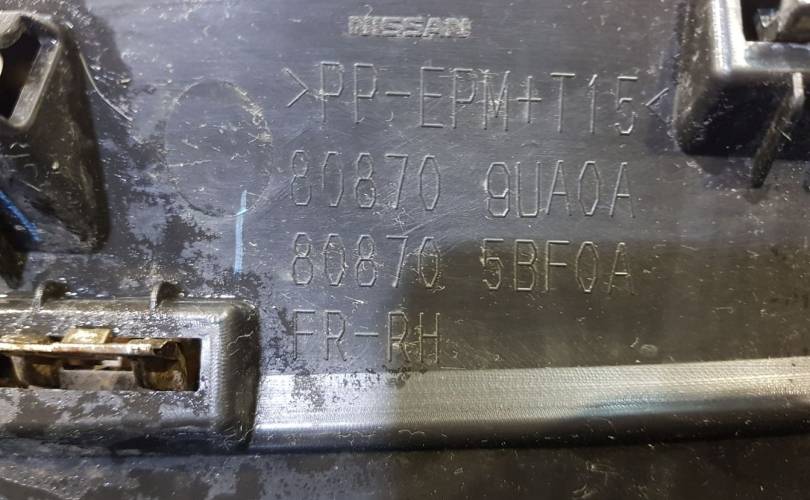 NISSAN
>PP-EPM+T15<
80870 9UA0A
80870 5BF0A
FR-RH